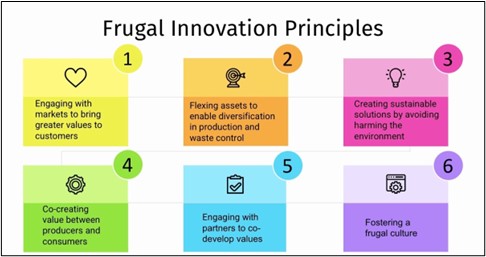 Frugal Innovation Principles
1
Engaging with
markets to bring
greater values to
customers
2
Flexing assets to
enable diversification
in production and
waste control
3
Creating sustainable
solutions by avoiding
harming the
environment
4
Co-creating
value between
producers and
consumers
5
Engaging with
partners to co-
develop values
6
Fostering a
frugal culture